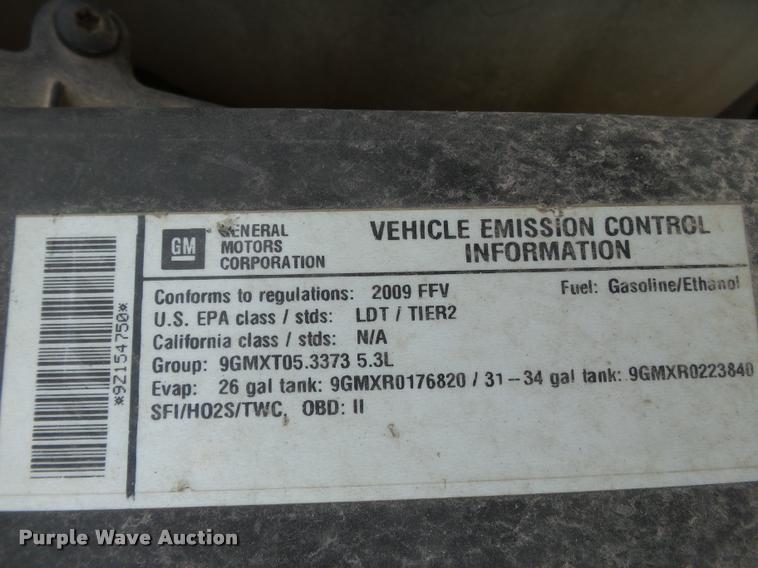 GM
GENERAL
MOTORS
CORPORATION
VEHICLE EMISSION CONTROL
INFORMATION
Conforms to regulations: 2009 FFV Fuel: Gasoline/Ethanol
U.S. EPA class / stds: LDT / TIER2
California class / stds: N/A
Group: 9GMXT05.3373 5.3L
Evap: 26 gal tank: 9GMXR0176820 / 31-34 gal tank: 9GMXR0223840
SFI/HO2S/TWC, OBD: II
*9Z154750*
Purple Wave Auction